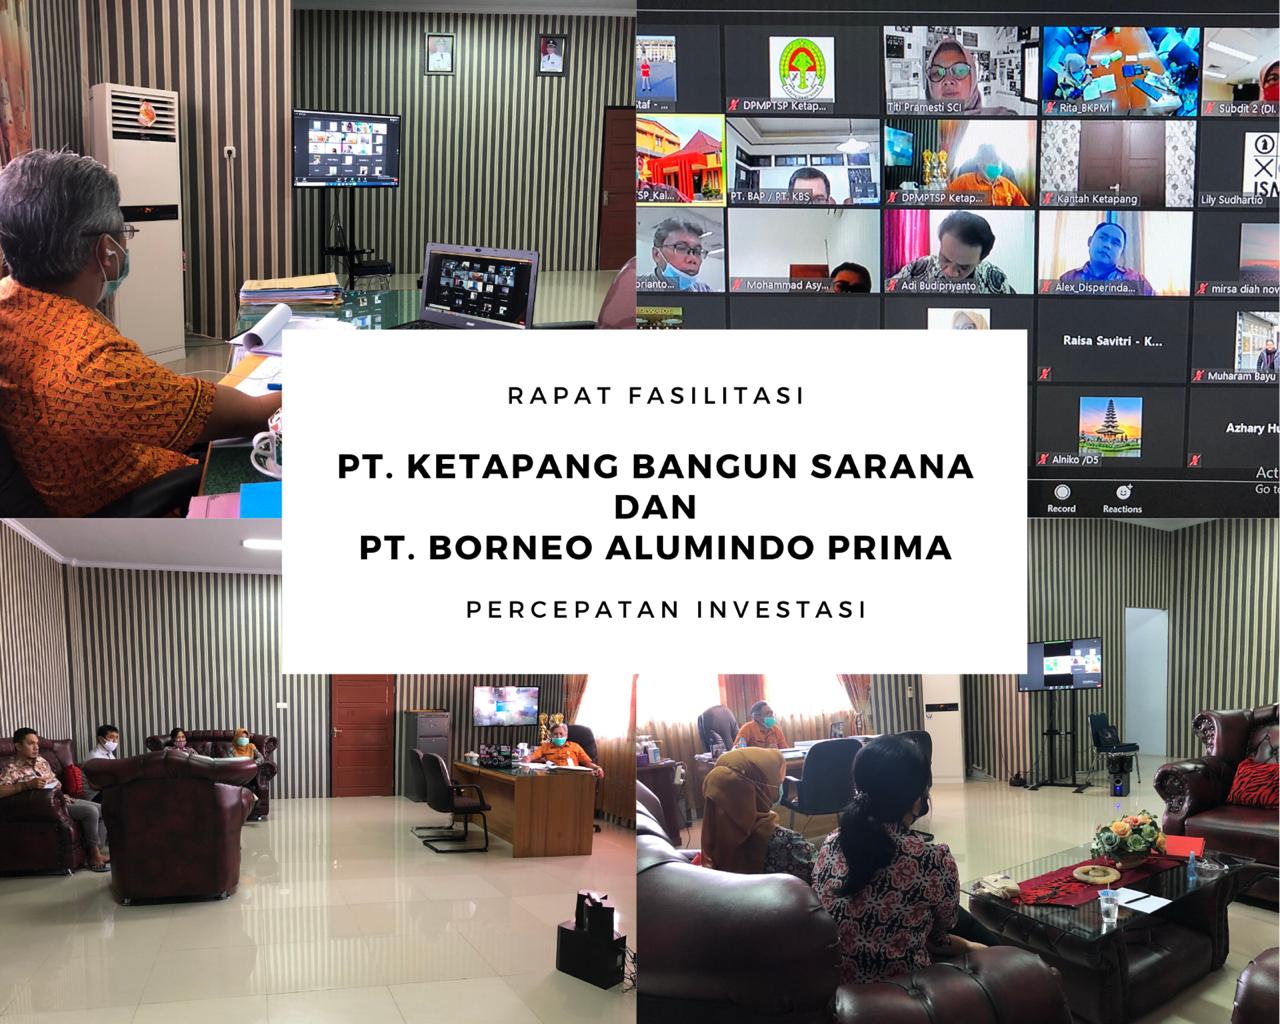 Staf - ...
DPMPTSP Ketap...
Titi Pramesti SCI
Rita_BKPM
Subdit 2 (DI.
PT. BAP / PT. KBS
DPMPTSP Ketap...
Kantah Ketapang
Lily Sudhartio
Mohammad Asy...
Adi Budipriyanto
Alex_Disperinda...
mirsa diah nov
Raisa Savitri - K...
Muharam Bayu
Alniko /D5
Azhary Hu
Record
Reactions
RAPAT FASILITASI
PT. KETAPANG BANGUN SARANA
DAN
PT. BORNEO ALUMINDO PRIMA
PERCEPATAN INVESTASI